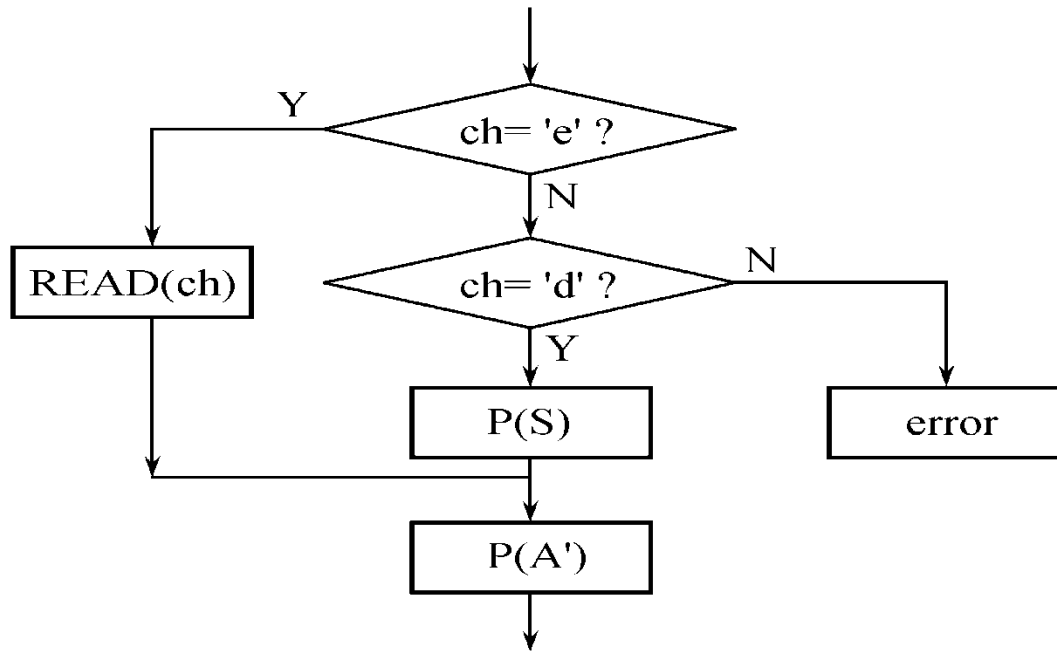 Y
ch= 'e' ?
N
READ(ch)
ch= 'd' ?
N
Y
P(S)
error
P(A')